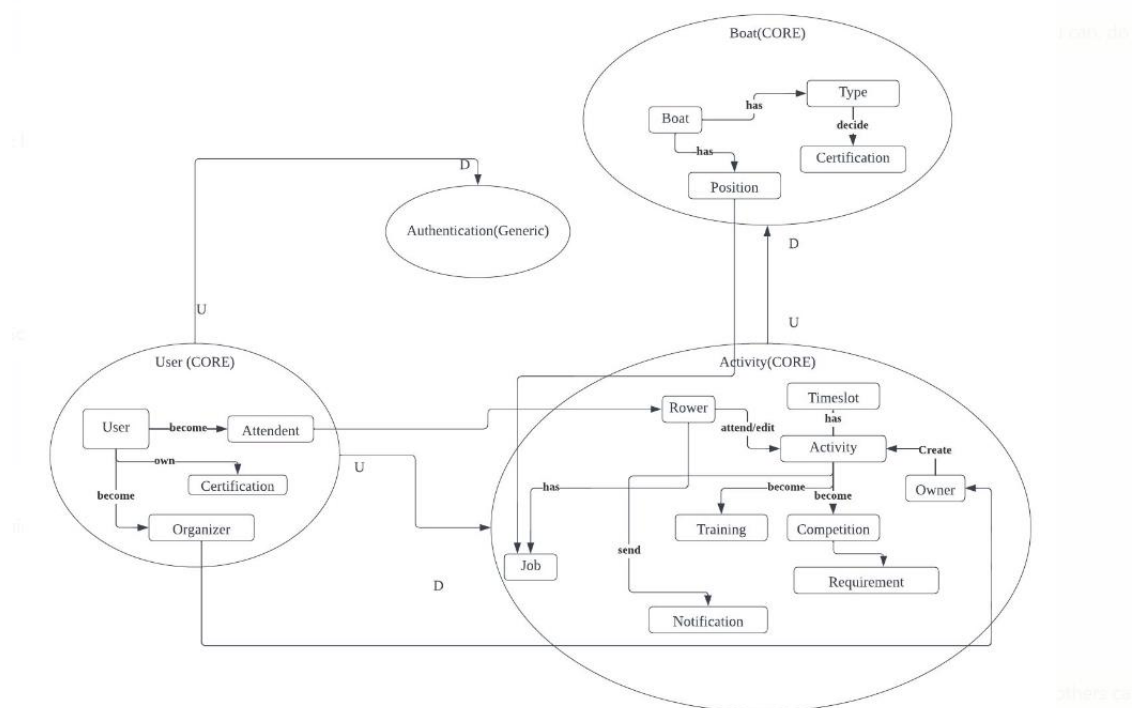 Boat(CORE)
Type
has
Boat
decide
Certification
has
Position
D
Authentication(Generic)
D
U
U
User (CORE)
Activity(CORE)
Timeslot
Rower
has
User
become
Attendent
attend/edit
Activity
Create
own
Certification
become
Organizer
U
has
become
become
Owner
Training
Competition
send
Job
D
Requirement
Notification